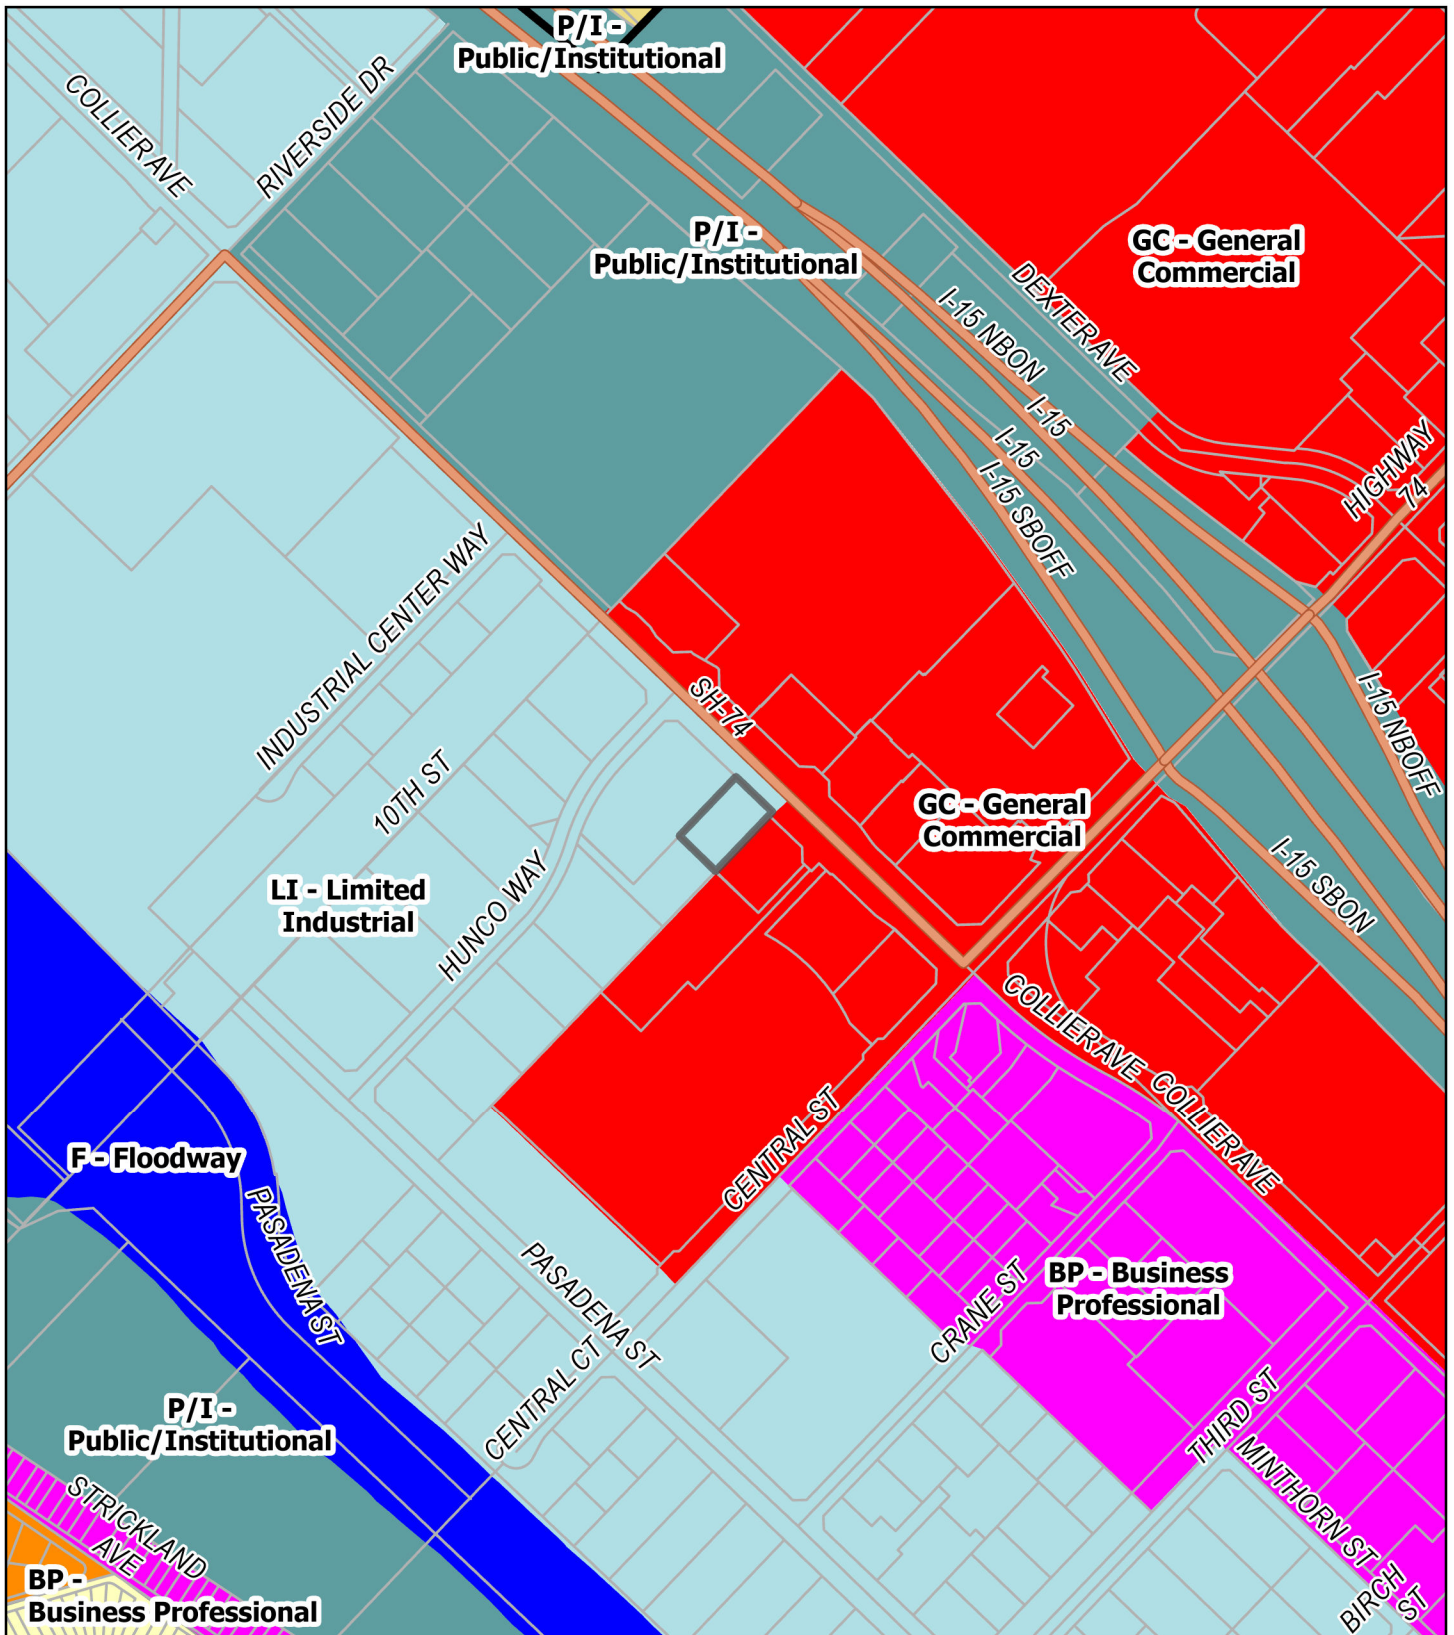 P/I -
Public/Institutional
COLLIER AVE
RIVERSIDE DR
P/I -
Public/Institutional
GC - General
Commercial
DEXTER AVE
I-15 NBON
I-15
I-15
I-15 SBOFF
HIGHWAY
74
INDUSTRIAL CENTER WAY
SH-74
I-15 NBOFF
10TH ST
GC - General
Commercial
LI - Limited
Industrial
HUNCO WAY
I-15 SBON
COLLIER AVE
COLLIER AVE
CENTRAL ST
F - Floodway
PASADENA ST
PASADENA ST
BP - Business
Professional
CRANE ST
CENTRAL CT
P/I -
Public/Institutional
THIRD ST
MINTHORN ST
STRICKLAND
AVE
BP -
Business Professional
BIRCH ST